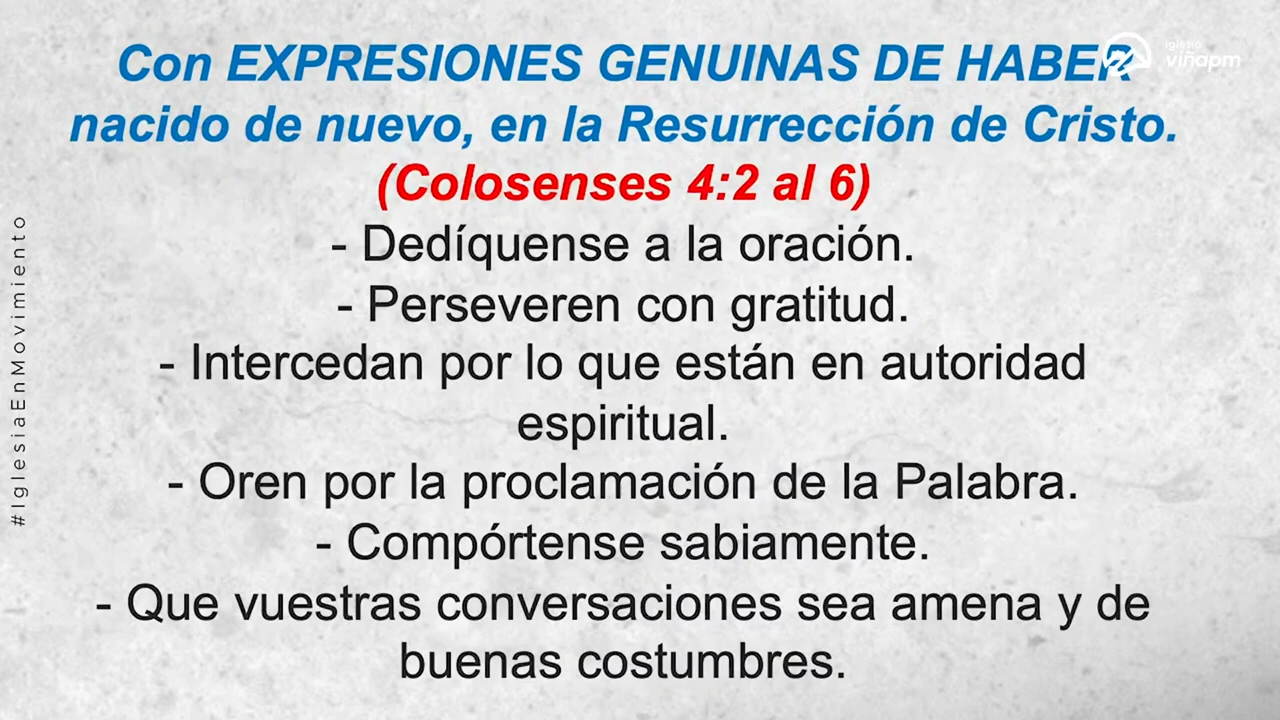 Con EXPRESIONES GENUINAS DE HABER
nacido de nuevo, en la Resurrección de Cristo.
(Colosenses 4:2 al 6)
- Dedíquense a la oración.
- Perseveren con gratitud.
- Intercedan por lo que están en autoridad
espiritual.
- Oren por la proclamación de la Palabra.
- Compórtense sabiamente.
- Que vuestras conversaciones sea amena y de
buenas costumbres.
iglesia
viñapm
#IglesiaEnMovimiento